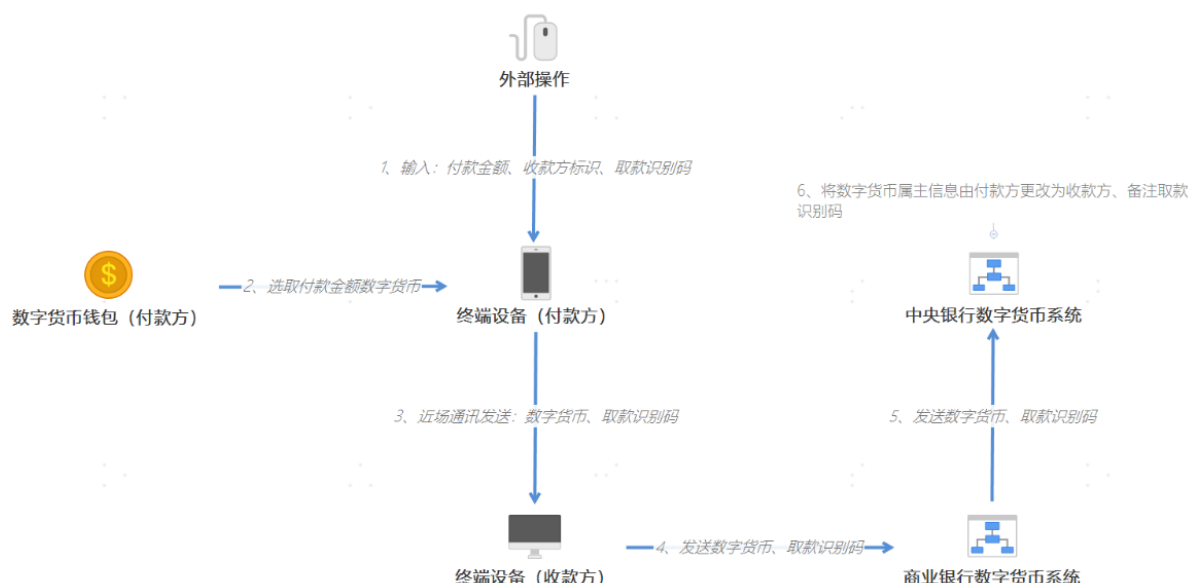 外部操作
1、输入：付款金额、收款方标识、取款识别码
6、将数字货币属主信息由付款方更改为收款方、备注取款
识别码
2、选取付款金额数字货币
数字货币钱包（付款方）
终端设备（付款方）
中央银行数字货币系统
3、近场通讯发送：数字货币、取款识别码
5、发送数字货币、取款识别码
4、发送数字货币、取款识别码
终端设备（收款方）
商业银行数字货币系统